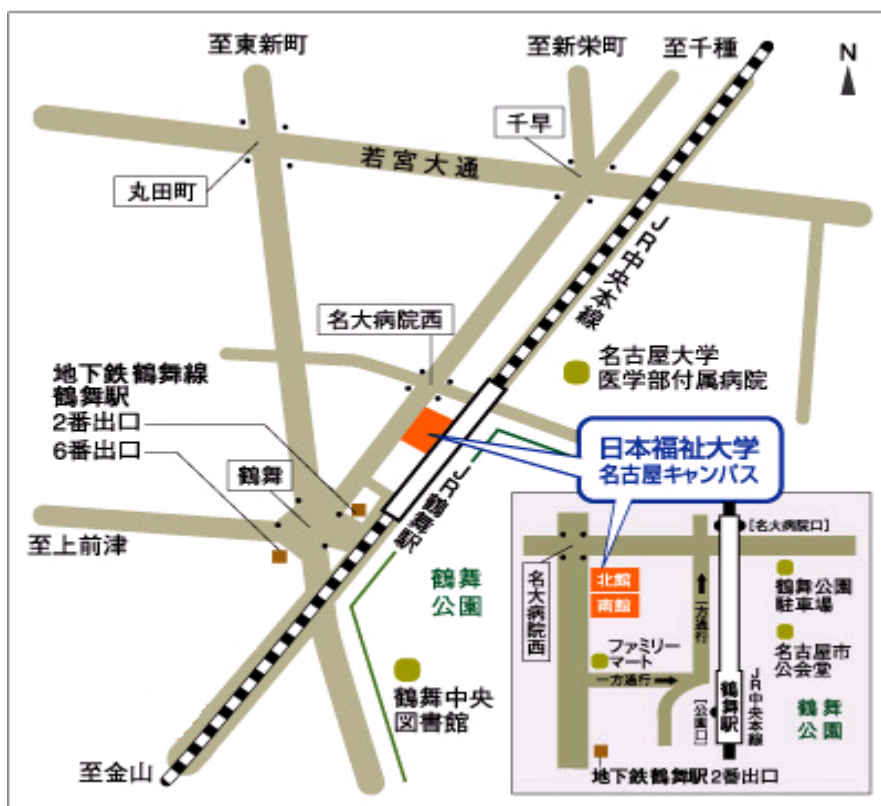 至東新町
至新栄町
至千種
N
千早
若宮大通
丸田町
JR中央本線
名大病院西
名古屋大学
医学部付属病院
地下鉄鶴舞線
鶴舞駅
2番出口
6番出口
日本福祉大学
名古屋キャンパス
鶴舞
JR鶴舞駅
至上前津
鶴舞
公園
鶴舞中央
図書館
至金山
[名大病院口]
名大病院西
北館
南館
一方通行
鶴舞公園
駐車場
ファミリー
マート
名古屋市
公会堂
一方通行
鶴舞駅
JR中央本線
[公園口]
鶴舞
公園
地下鉄鶴舞駅2番出口